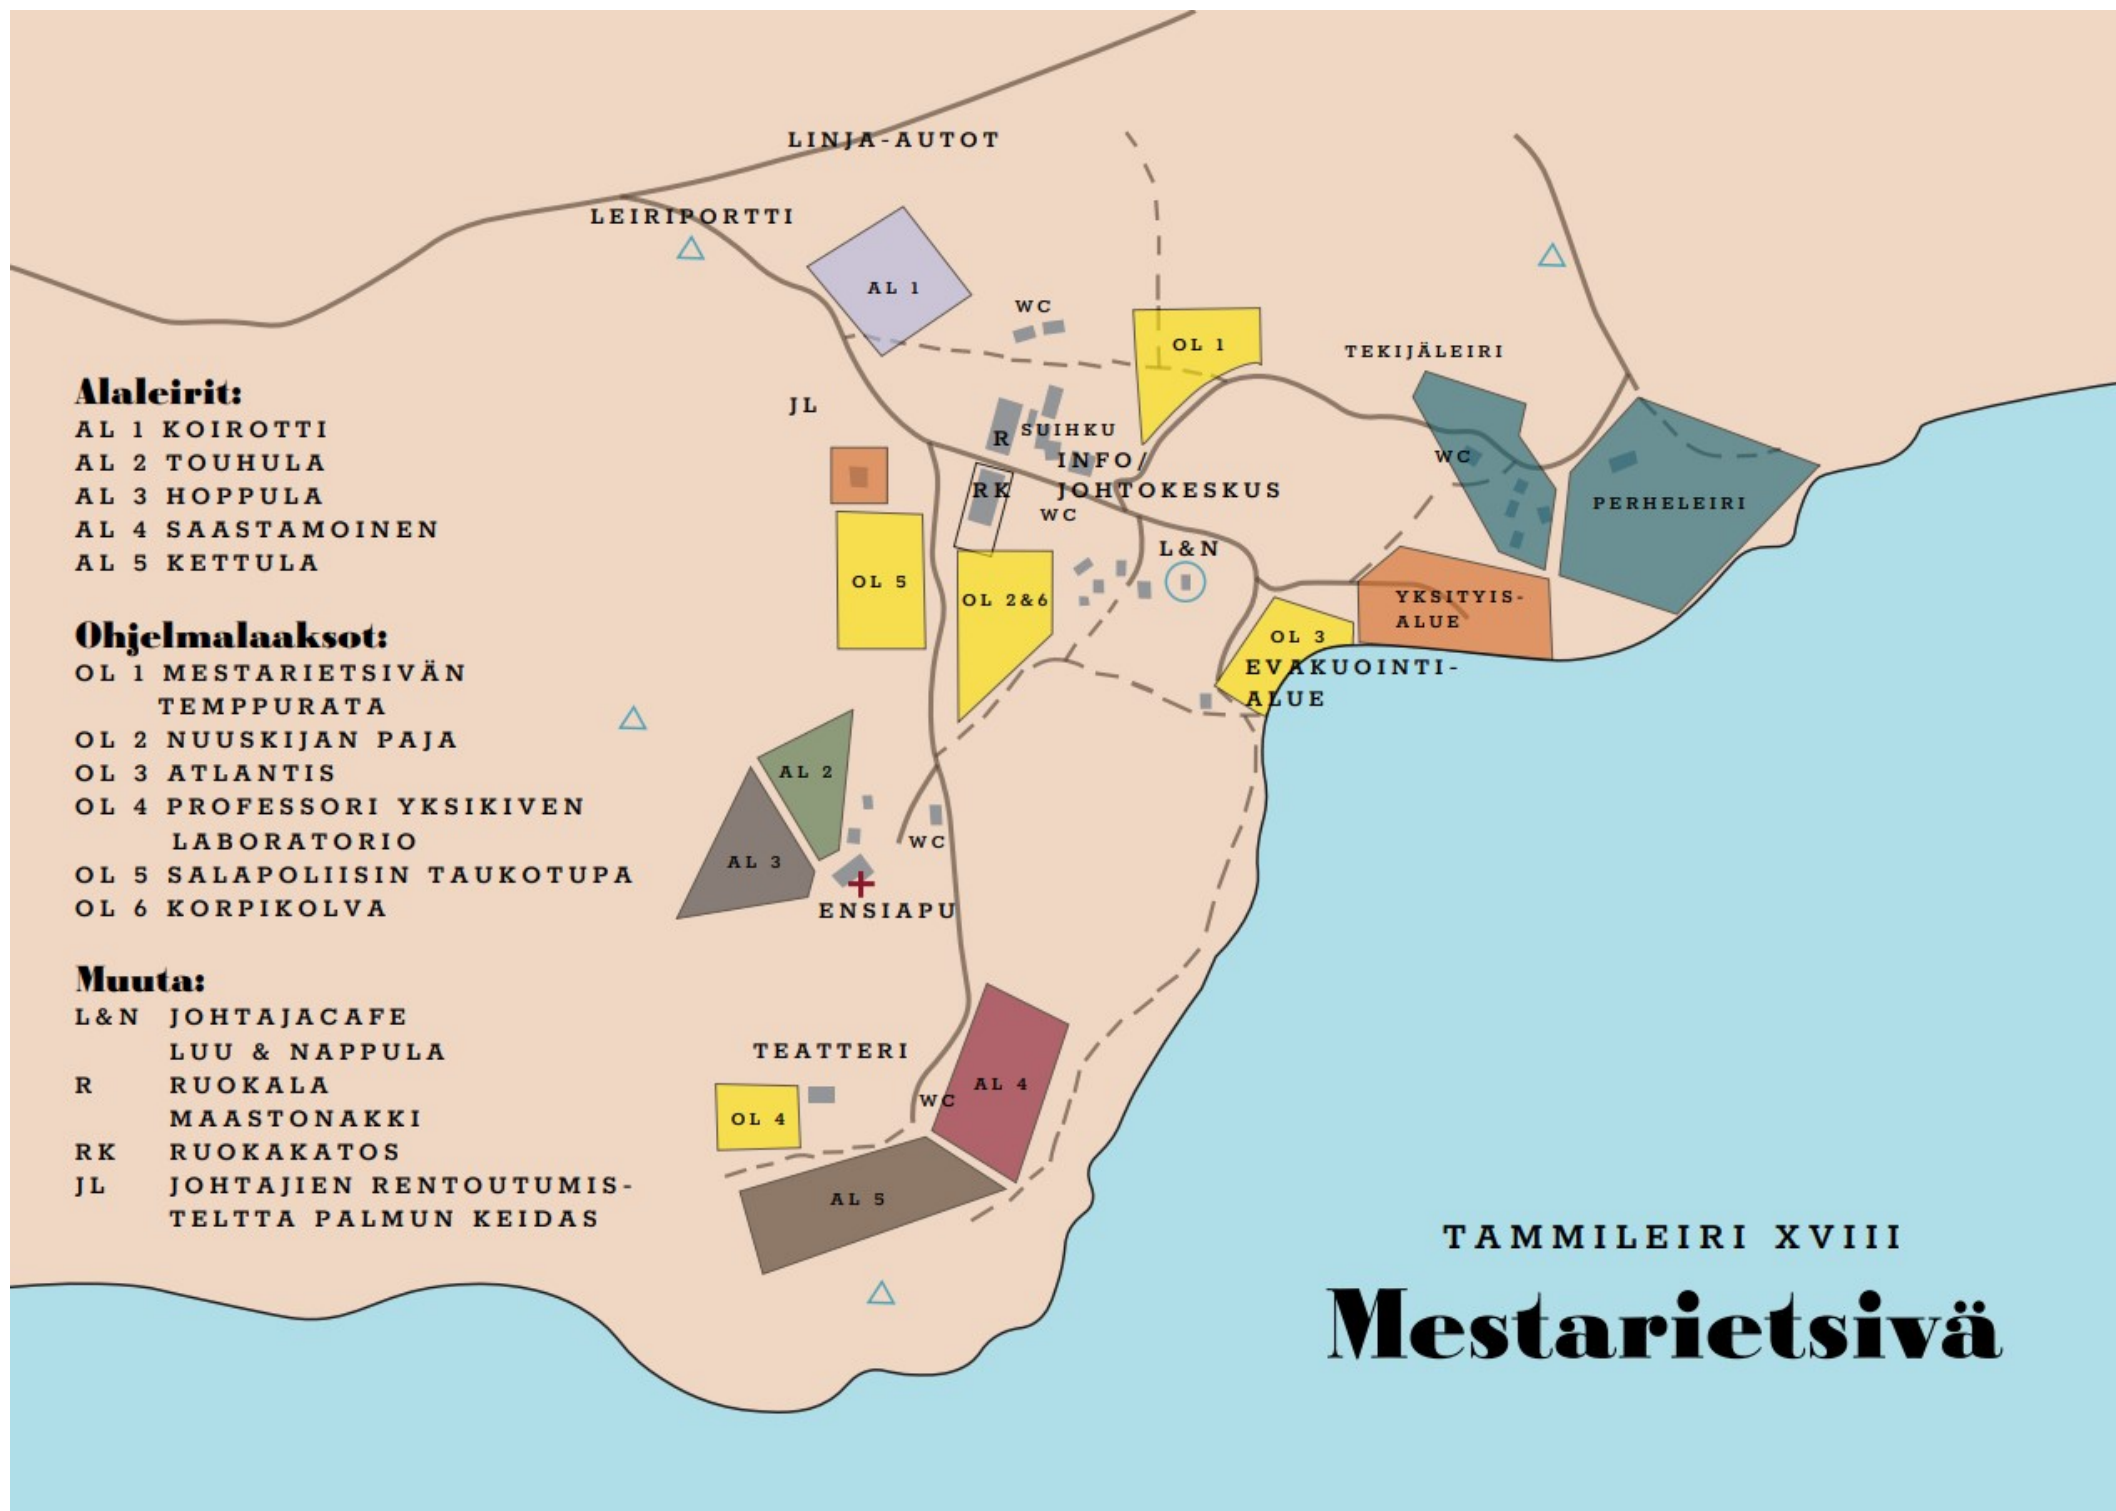 LINJA-AUTOT
LEIRIPORTTI
AL 1
WC
OL 1
TEKIJÄLEIRI
JL
R
SUIHKU
WC
INFO/
JOHTOKESKUS
RK
WC
PERHELEIRI
L&N
OL 5
OL 2&6
YKSITYIS-
ALUE
OL 3
EVAKUOINTI-
ALUE
AL 2
AL 3
WC
ENSIAPU
TEATTERI
AL 4
WC
OL 4
AL 5
Alaleirit:
AL 1 KOIROTTI
AL 2 TOUHULA
AL 3 HOPPULA
AL 4 SAASTAMOINEN
AL 5 KETTULA
Ohjelmalaaksot:
OL 1 MESTARIETSIVÄN
TEMPPURATA
OL 2 NUUSKIJAN PAJA
OL 3 ATLANTIS
OL 4 PROFESSORI YKSIKIVEN
LABORATORIO
OL 5 SALAPOLIISIN TAUKOTUPA
OL 6 KORPIKOLVA
Muuta:
L&N JOHTAJACAFE
LUU & NAPPULA
R RUOKALA
MAASTONAKKI
RK RUOKAKATOS
JL JOHTAJIEN RENTOUTUMIS-
TELTTA PALMUN KEIDAS
TAMMILEIRI XVIII
Mestarietsivä